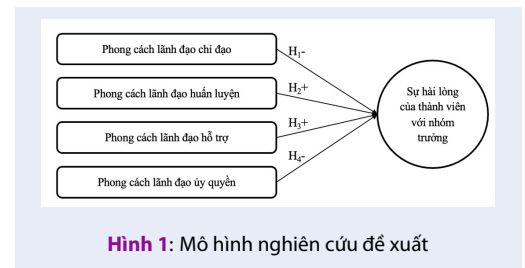 Phong cách lãnh đạo chỉ đạo
H₁-
Phong cách lãnh đạo huấn luyện
H₂+
Phong cách lãnh đạo hỗ trợ
H₃+
Phong cách lãnh đạo ủy quyền
H₄-
Sự hài lòng
của thành viên
với nhóm
trưởng
Hình 1: Mô hình nghiên cứu đề xuất